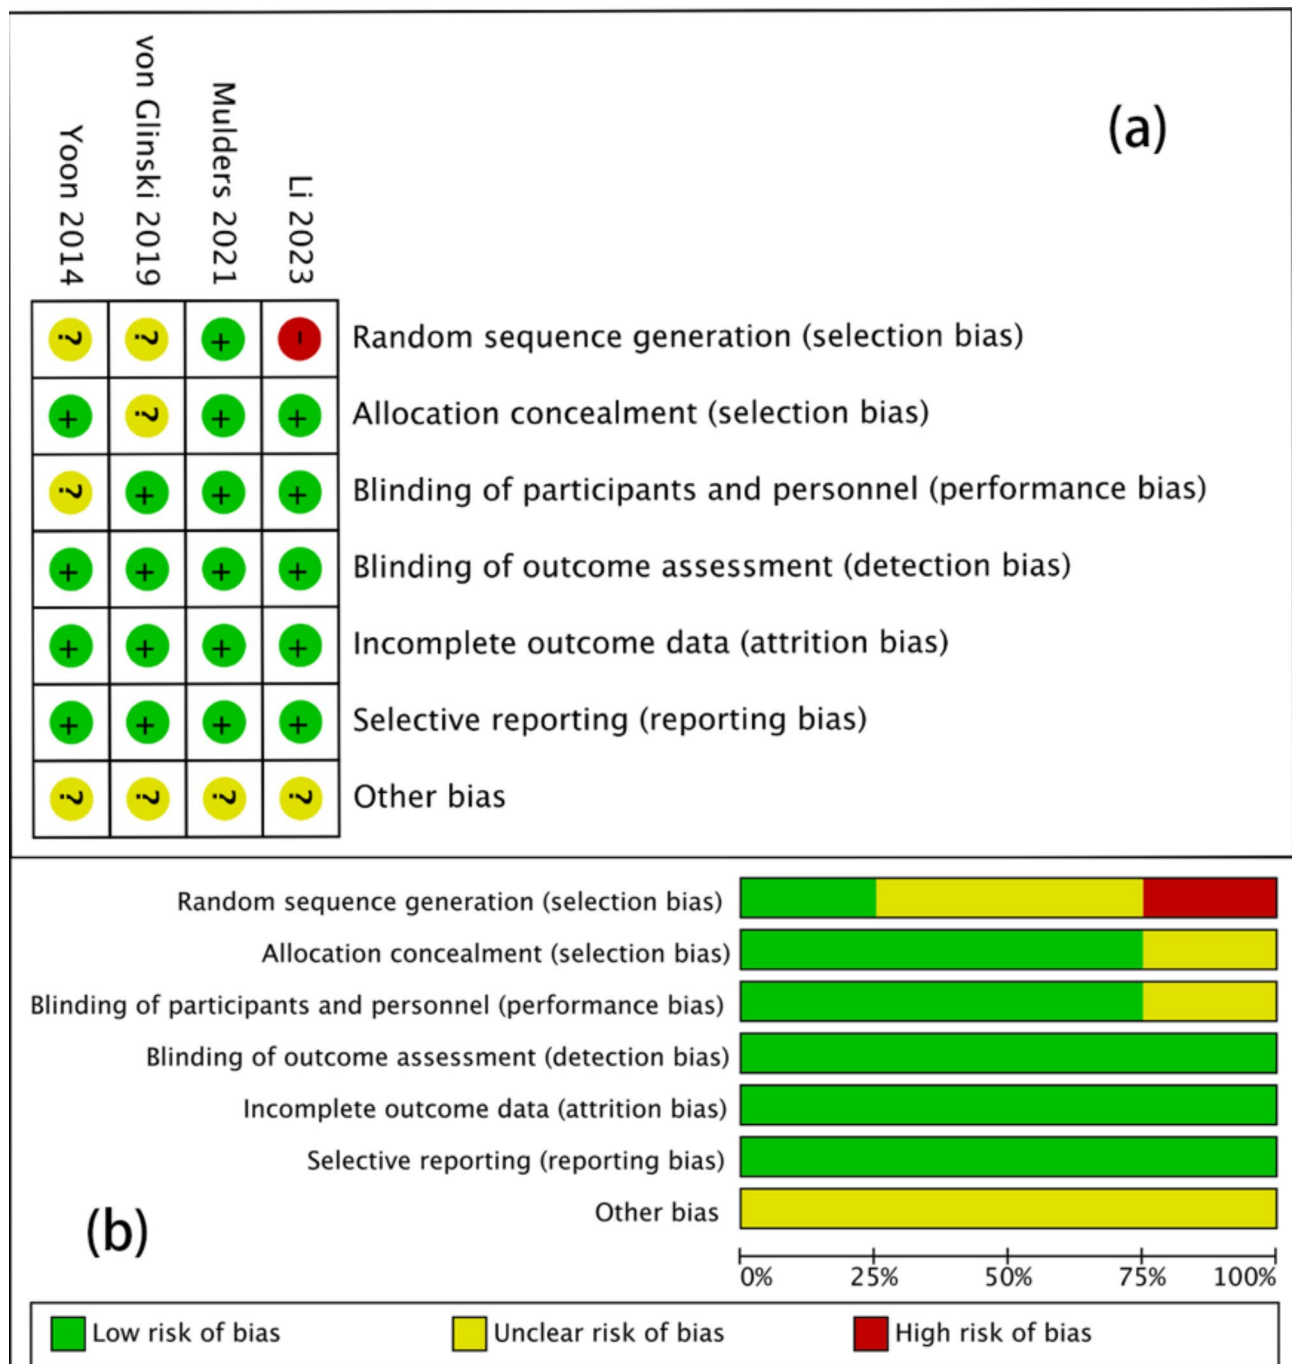 (a)
Yoon 2014
von Glinski 2019
Mulders 2021
Li 2023
? ? + - Random sequence generation (selection bias)
+ ? + + Allocation concealment (selection bias)
? + + + Blinding of participants and personnel (performance bias)
+ + + + Blinding of outcome assessment (detection bias)
+ + + + Incomplete outcome data (attrition bias)
+ + + + Selective reporting (reporting bias)
? ? ? ? Other bias
Random sequence generation (selection bias)
Allocation concealment (selection bias)
Blinding of participants and personnel (performance bias)
Blinding of outcome assessment (detection bias)
Incomplete outcome data (attrition bias)
Selective reporting (reporting bias)
Other bias
(b)
0% 25% 50% 75% 100%
Low risk of bias Unclear risk of bias High risk of bias